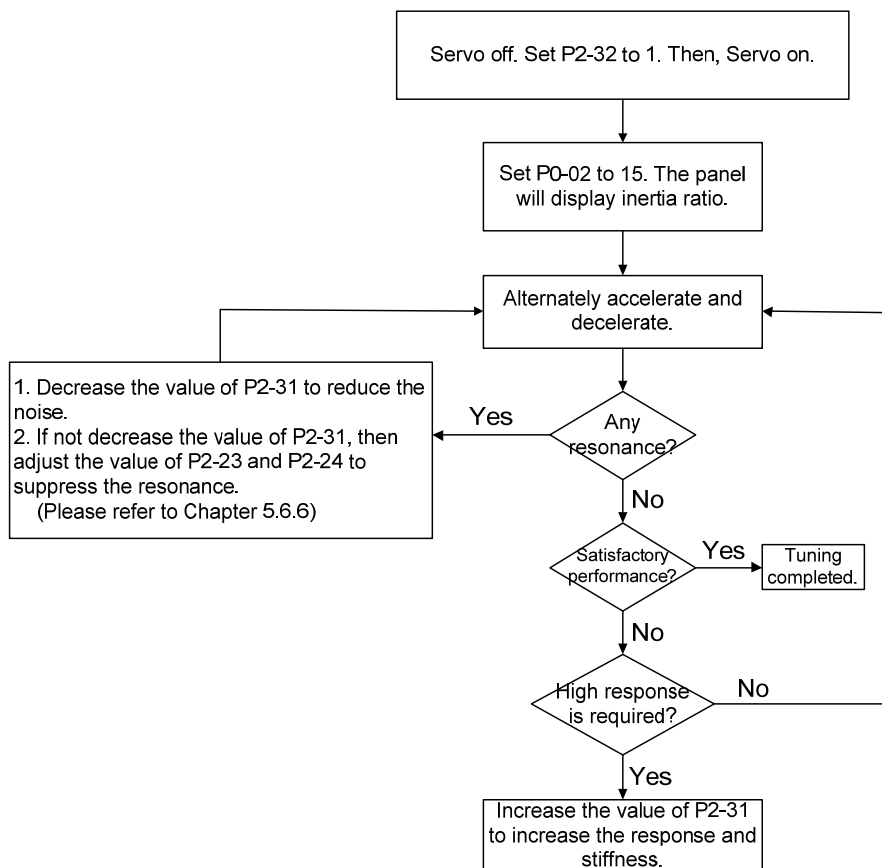 Servo off. Set P2-32 to 1. Then, Servo on.
Set P0-02 to 15. The panel
will display inertia ratio.
Alternately accelerate and
decelerate.
1. Decrease the value of P2-31 to reduce the
noise.
2. If not decrease the value of P2-31, then
adjust the value of P2-23 and P2-24 to
suppress the resonance.
(Please refer to Chapter 5.6.6)
Yes
Any
resonance?
No
Satisfactory
performance?
Yes
Tuning
completed.
No
High response
is required?
No
Yes
Increase the value of P2-31
to increase the response and
stiffness.